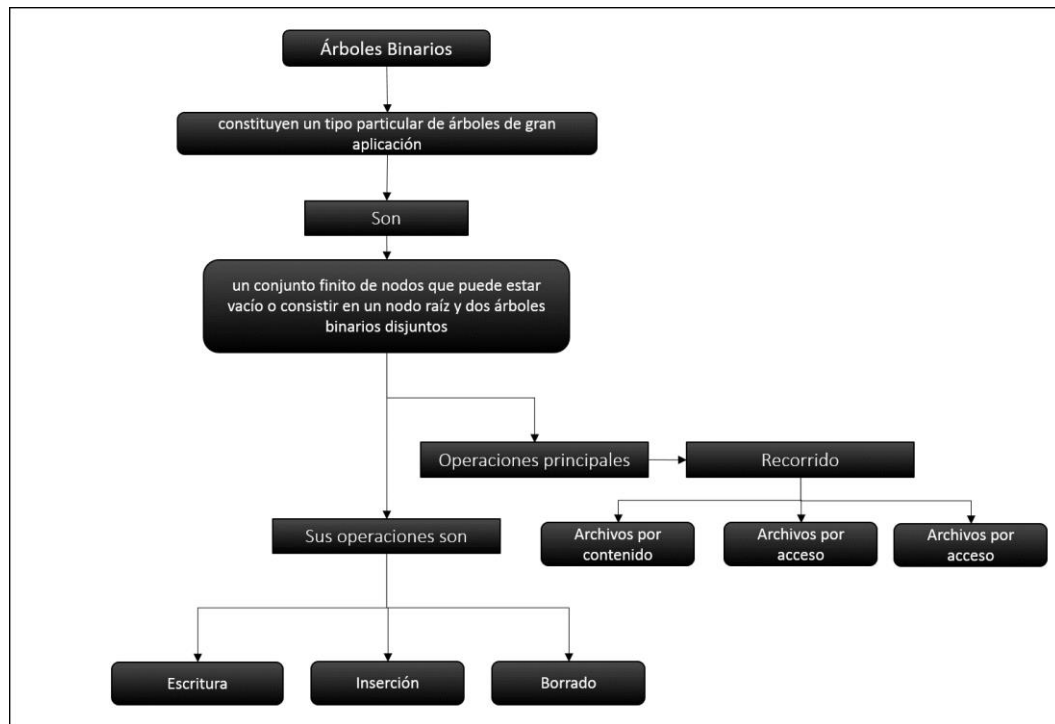 Árboles Binarios
constituyen un tipo particular de árboles de gran
aplicación
Son
un conjunto finito de nodos que puede estar
vacío o consistir en un nodo raíz y dos árboles
binarios disjuntos
Operaciones principales
Recorrido
Archivos por
contenido
Archivos por
acceso
Archivos por
acceso
Sus operaciones son
Escritura
Inserción
Borrado